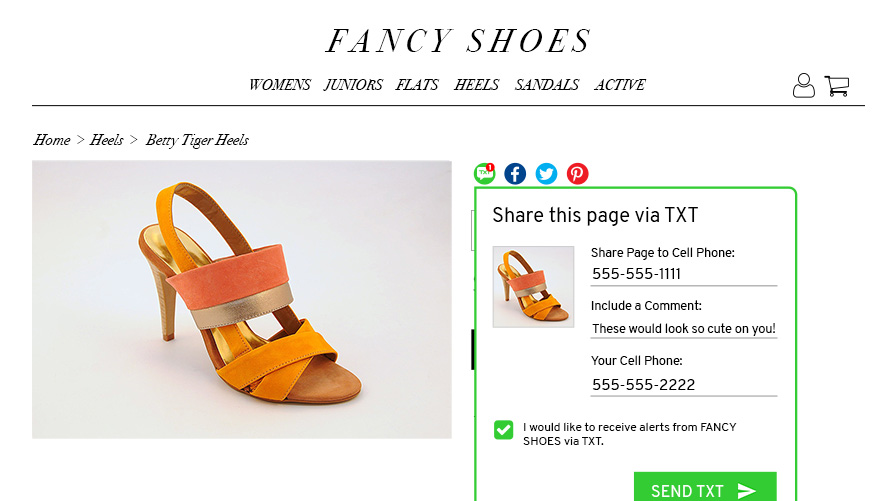 FANCY SHOES
WOMENS JUNIORS FLATS HEELS SANDALS ACTIVE
Home > Heels > Betty Tiger Heels
TXT 1
Share this page via TXT
Share Page to Cell Phone:
555-555-1111
Include a Comment:
These would look so cute on you!
Your Cell Phone:
555-555-2222
I would like to receive alerts from FANCY
SHOES via TXT.
SEND TXT